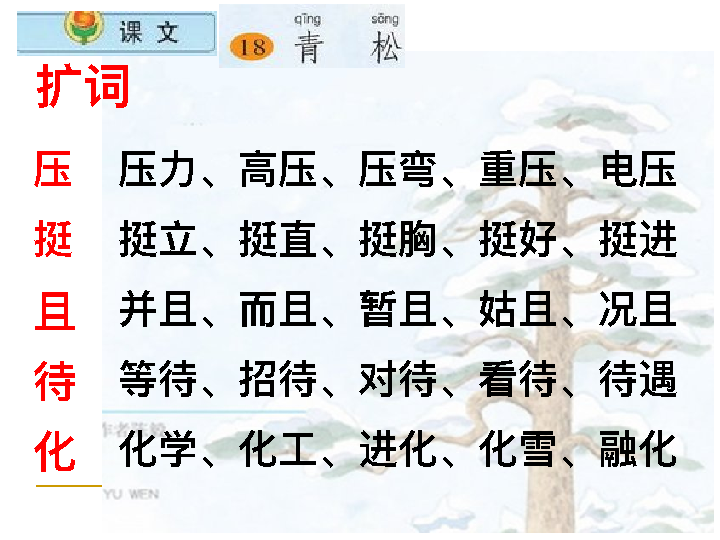 课文
qīng sōng
18 青松
扩词
压 压力、高压、压弯、重压、电压
挺 挺立、挺直、挺胸、挺好、挺进
且 并且、而且、暂且、姑且、况且
待 等待、招待、对待、看待、待遇
化 化学、化工、进化、化雪、融化
YU WEN